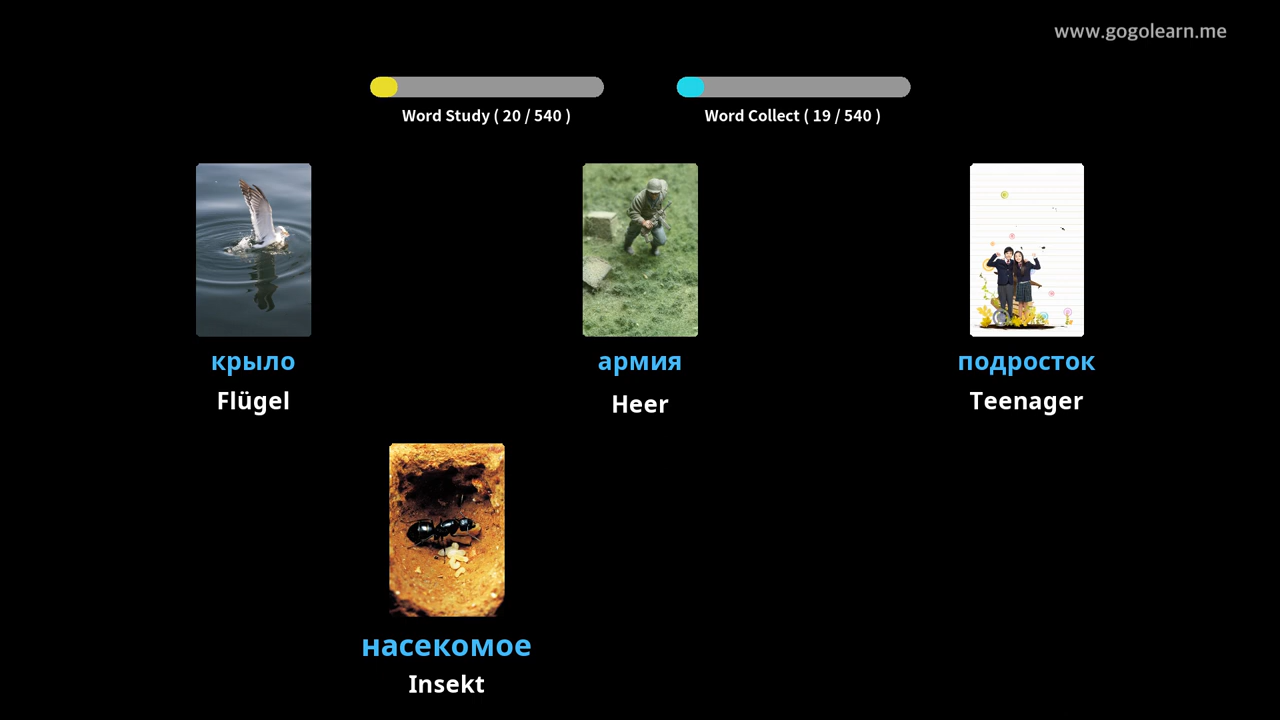 www.gogolearn.me
Word Study ( 20 / 540 )
Word Collect ( 19 / 540 )
крыло
Flügel
армия
Heer
подросток
Teenager
насекомое
Insekt